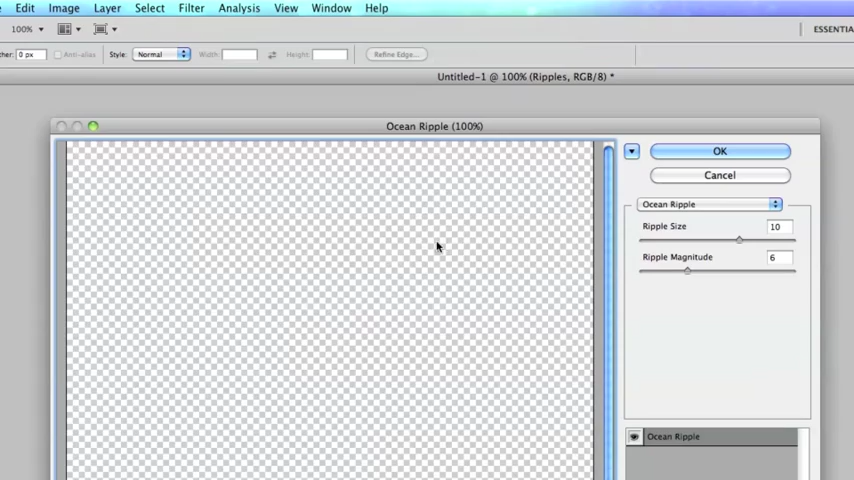 Edit Image Layer Select Filter Analysis View Window Help
100% ESSENTIA
ther: 0 px Anti-alias Style: Normal Width: Height: Refine Edge...
Untitled-1 @ 100% (Ripples, RGB/8) *
Ocean Ripple (100%)
OK
Cancel
Ocean Ripple
Ripple Size 10
Ripple Magnitude 6
Ocean Ripple